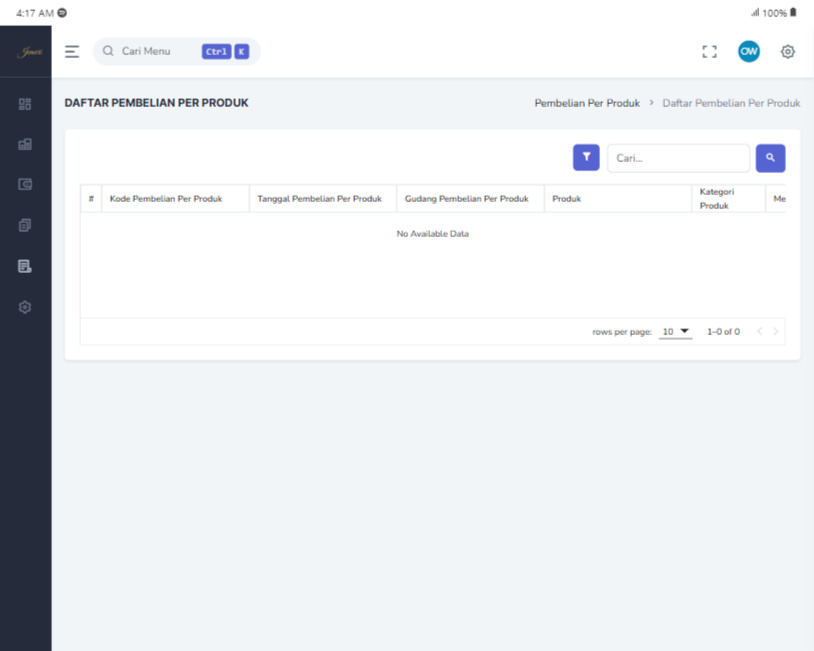 4:17 AM
100%
Cari Menu Ctrl K
OW
DAFTAR PEMBELIAN PER PRODUK
Pembelian Per Produk > Daftar Pembelian Per Produk
Cari...
# Kode Pembelian Per Produk Tanggal Pembelian Per Produk Gudang Pembelian Per Produk Produk Kategori Produk Me
No Available Data
rows per page: 10 1–0 of 0